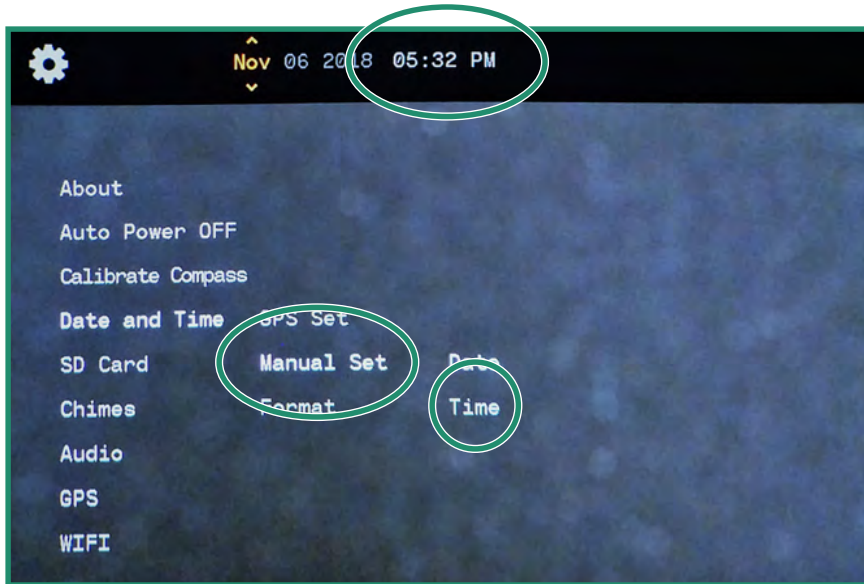 Nov 06 2018 05:32 PM
About
Auto Power OFF
Calibrate Compass
Date and Time GPS Set
SD Card Manual Set Date
Chimes Format Time
Audio
GPS
WIFI